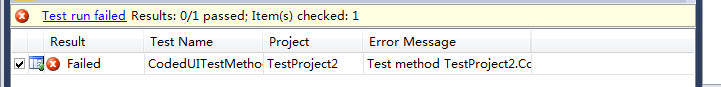 Test run failed Results: 0/1 passed; Item(s) checked: 1
Result Test Name Project Error Message
Failed CodedUITestMetho TestProject2 Test method TestProject2.Co